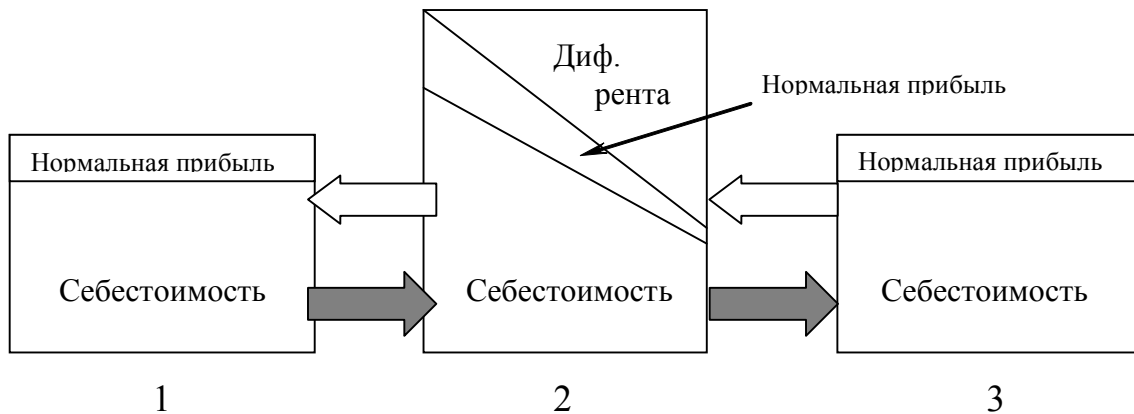 Диф.
рента
Нормальная прибыль
Нормальная прибыль
Нормальная прибыль
Себестоимость
Себестоимость
Себестоимость
1
2
3